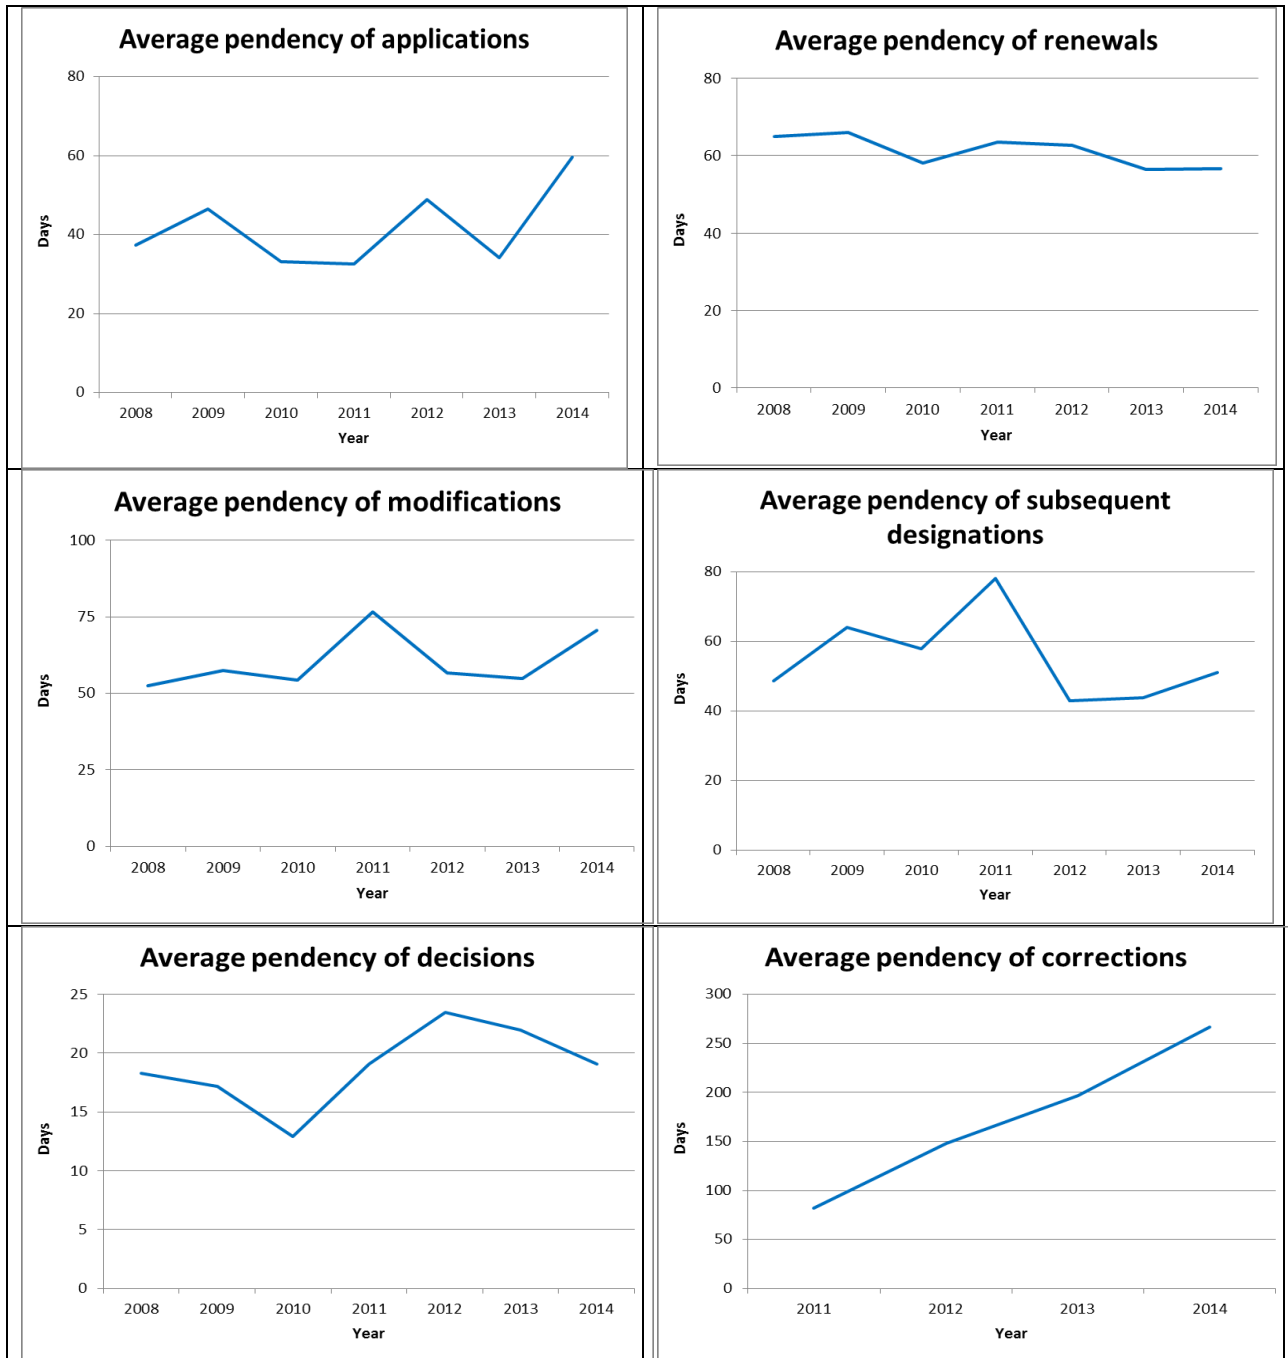 Average pendency of applications
80
60
40
20
0
Days
2008 2009 2010 2011 2012 2013 2014
Year
Average pendency of renewals
80
60
40
20
0
Days
2008 2009 2010 2011 2012 2013 2014
Year
Average pendency of modifications
100
75
50
25
0
Days
2008 2009 2010 2011 2012 2013 2014
Year
Average pendency of subsequent
designations
80
60
40
20
0
Days
2008 2009 2010 2011 2012 2013 2014
Year
Average pendency of decisions
25
20
15
10
5
0
Days
2008 2009 2010 2011 2012 2013 2014
Year
Average pendency of corrections
300
250
200
150
100
50
0
Days
2011 2012 2013 2014
Year